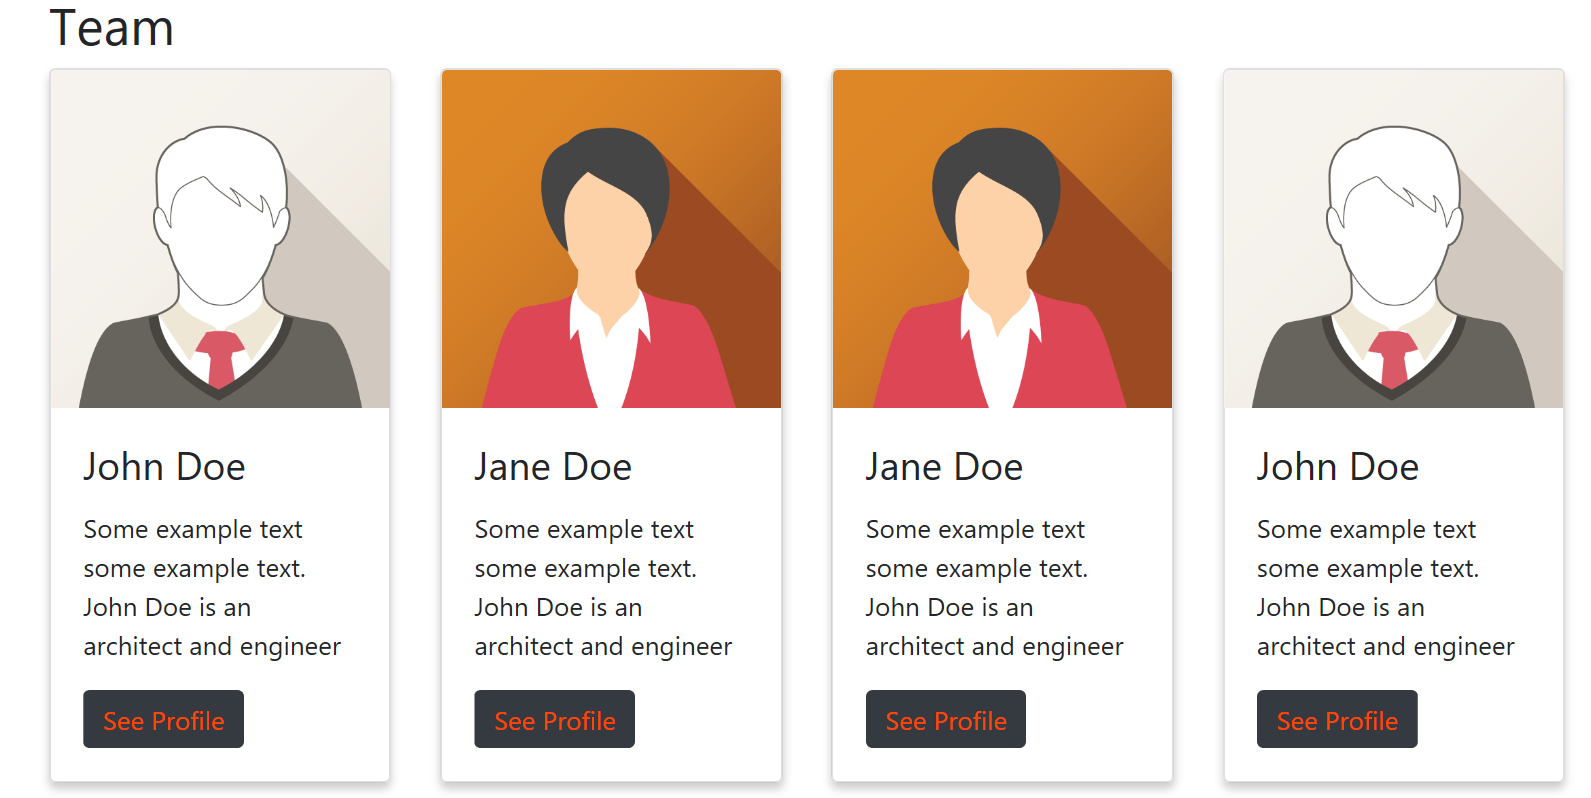 Team
John Doe
Some example text
some example text.
John Doe is an
architect and engineer
See Profile
Jane Doe
Some example text
some example text.
John Doe is an
architect and engineer
See Profile
Jane Doe
Some example text
some example text.
John Doe is an
architect and engineer
See Profile
John Doe
Some example text
some example text.
John Doe is an
architect and engineer
See Profile